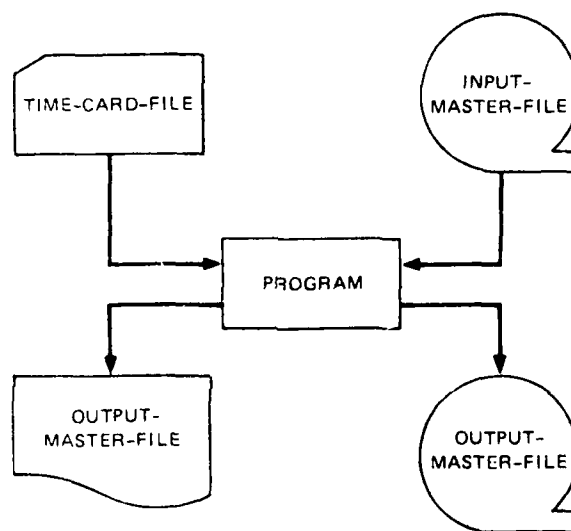 TIME-CARD-FILE
INPUT-
MASTER-FILE
PROGRAM
OUTPUT-
MASTER-FILE
OUTPUT-
MASTER-FILE